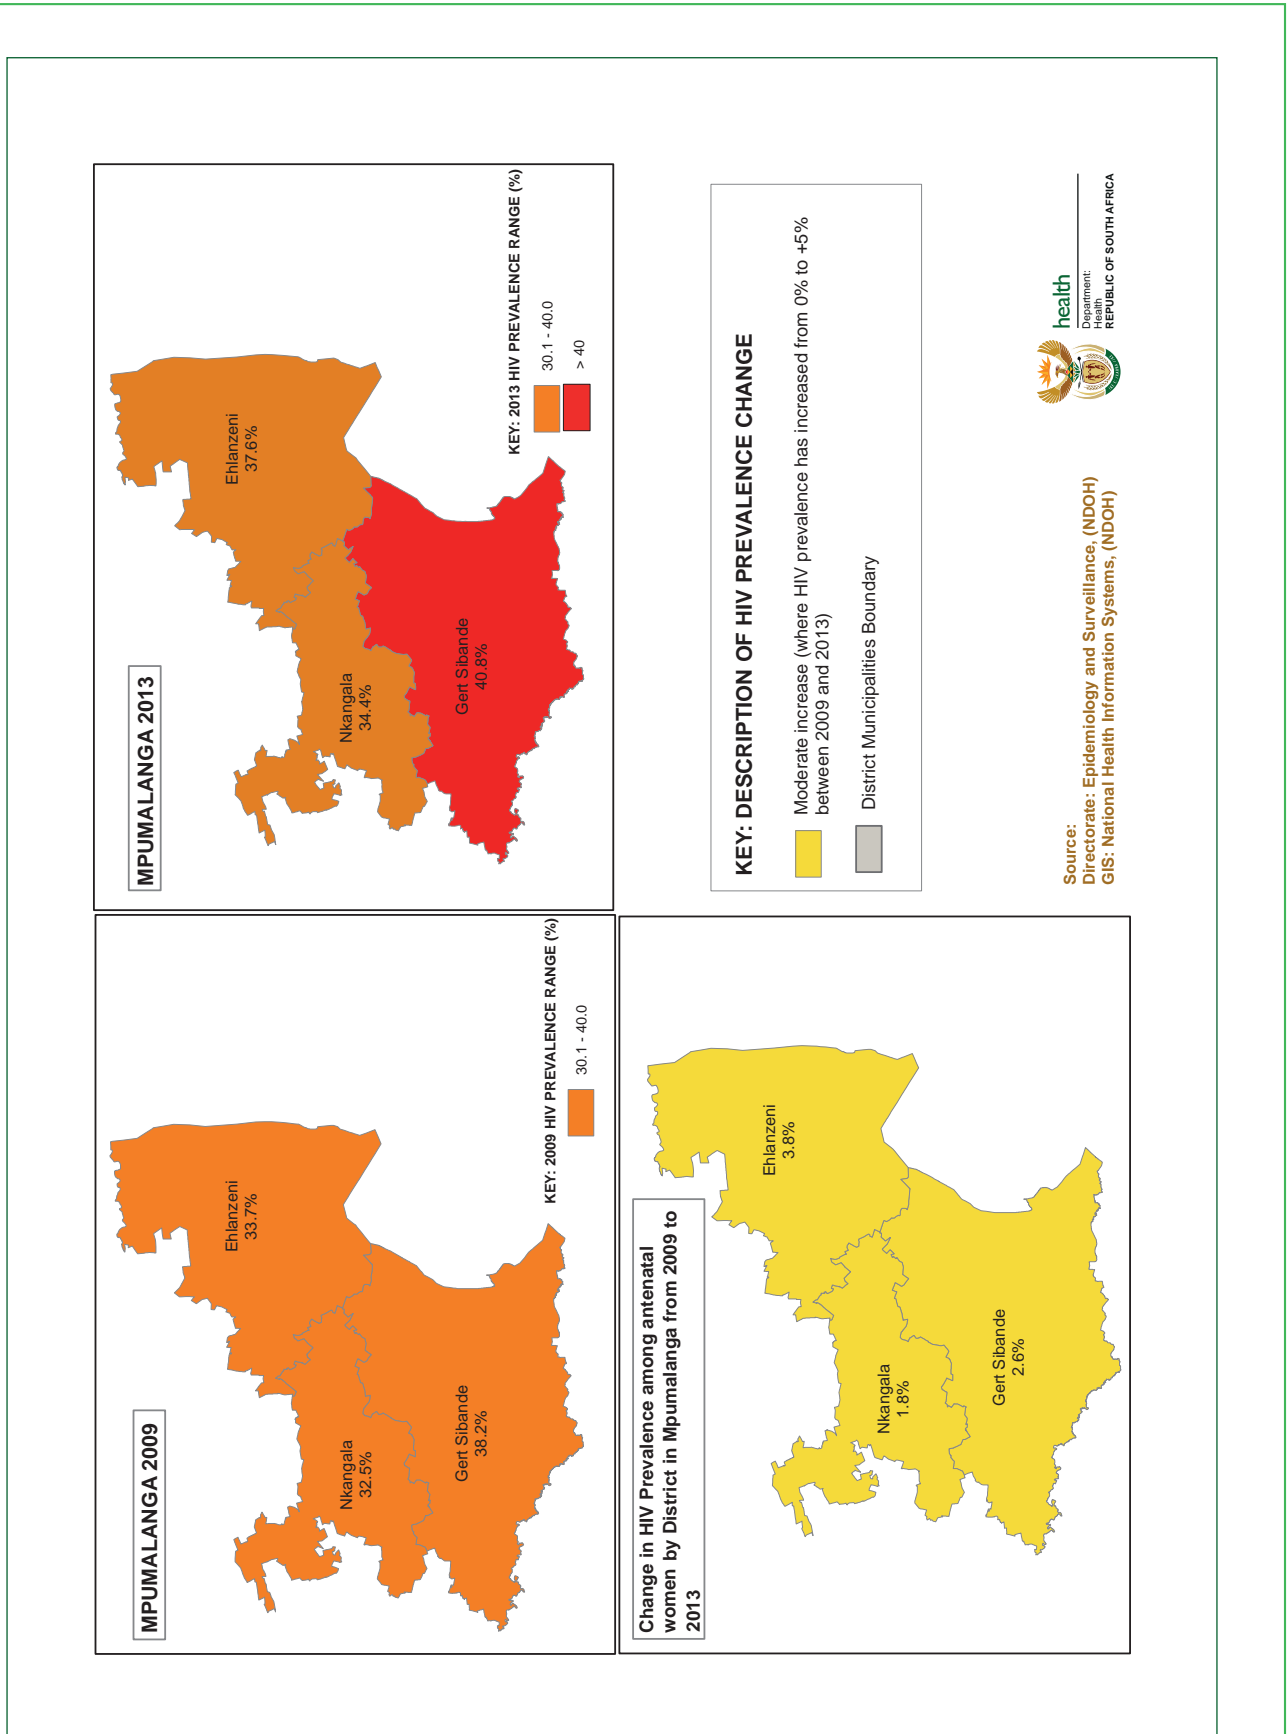 MPUMALANGA 2009
Ehlanzeni
33.7%
Nkangala
32.5%
Gert Sibande
38.2%
KEY: 2009 HIV PREVALENCE RANGE (%)
30.1 - 40.0
MPUMALANGA 2013
Ehlanzeni
37.6%
Nkangala
34.4%
Gert Sibande
40.8%
KEY: 2013 HIV PREVALENCE RANGE (%)
30.1 - 40.0
> 40
Change in HIV Prevalence among antenatal
women by District in Mpumalanga from 2009 to
2013
Ehlanzeni
3.8%
Nkangala
1.8%
Gert Sibande
2.6%
KEY: DESCRIPTION OF HIV PREVALENCE CHANGE
Moderate increase (where HIV prevalence has increased from 0% to +5%
between 2009 and 2013)
District Municipalities Boundary
Source:
Directorate: Epidemiology and Surveillance, (NDOH)
GIS: National Health Information Systems, (NDOH)
health
Department:
Health
REPUBLIC OF SOUTH AFRICA